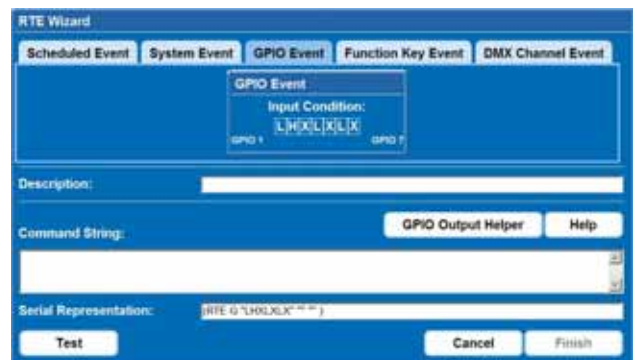 RTE Wizard
Scheduled Event System Event GPIO Event Function Key Event DMX Channel Event
GPIO Event
Input Condition:
L H X L X L X
GPIO 1 GPIO 7
Description:
GPIO Output Helper Help
Command String:
Serial Representation: (RTE G "LHXLXLX" "" "" )
Test Cancel Finish